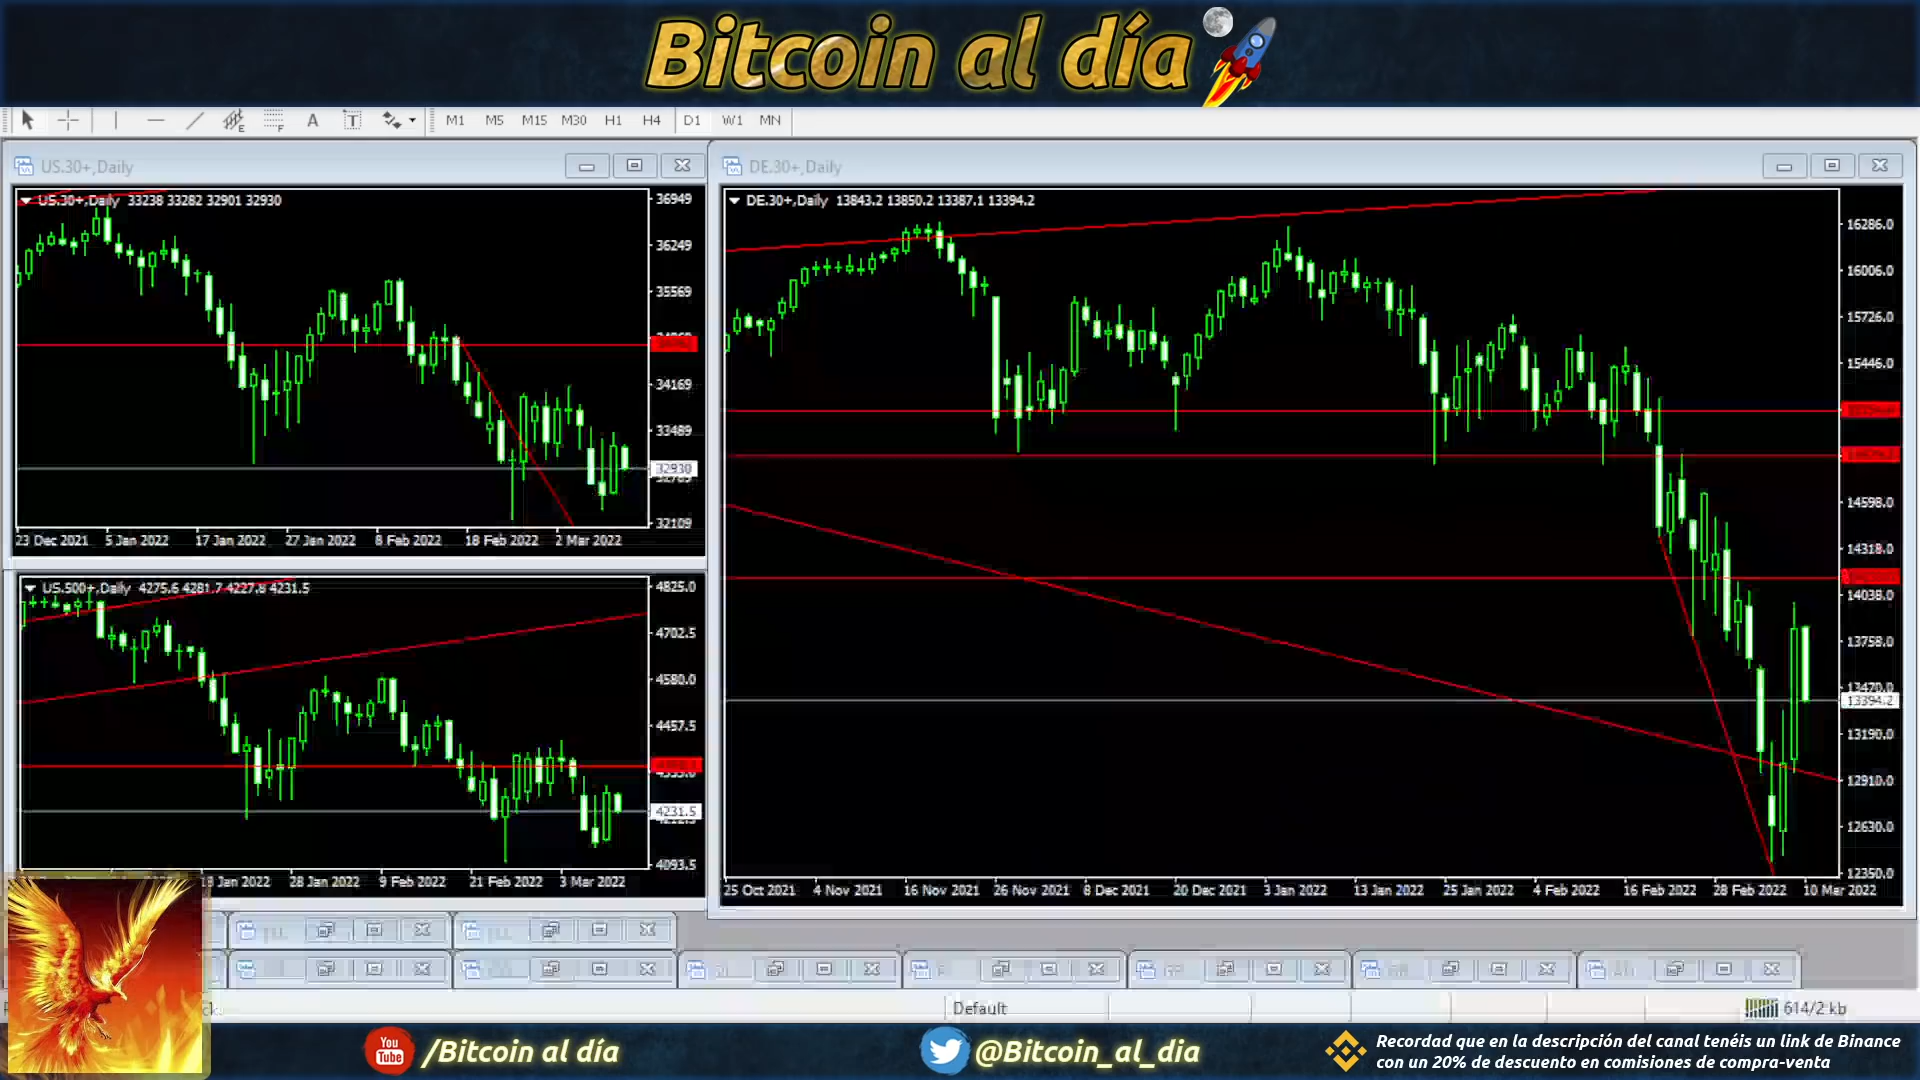 Bitcoin al día
E
F
A
T
M1 M5 M15 M30 H1 H4 D1 W1 MN
US.30+,Daily
US.30+,Daily 33238 33282 32901 32930
36949
36249
35569
34169
33489
32930
32109
23 Dec 2021 5 Jan 2022 17 Jan 2022 27 Jan 2022 8 Feb 2022 18 Feb 2022 2 Mar 2022
US.500+,Daily 4275.6 4281.7 4227.8 4231.5
4825.0
4702.5
4580.0
4457.5
4231.5
4093.5
Jan 2022 28 Jan 2022 9 Feb 2022 21 Feb 2022 3 Mar 2022
DE.30+,Daily
DE.30+,Daily 13843.2 13850.2 13387.1 13394.2
16286.0
16006.0
15726.0
15446.0
14598.0
14318.0
14038.0
13758.0
13470.0
13394.2
13190.0
12910.0
12630.0
12350.0
25 Oct 2021 4 Nov 2021 16 Nov 2021 26 Nov 2021 8 Dec 2021 20 Dec 2021 3 Jan 2022 13 Jan 2022 25 Jan 2022 4 Feb 2022 16 Feb 2022 28 Feb 2022 10 Mar 2022
Default
614/2 kb
You
Tube
/Bitcoin al día
@Bitcoin_al_dia
Recordad que en la descripción del canal tenéis un link de Binance
con un 20% de descuento en comisiones de compra-venta